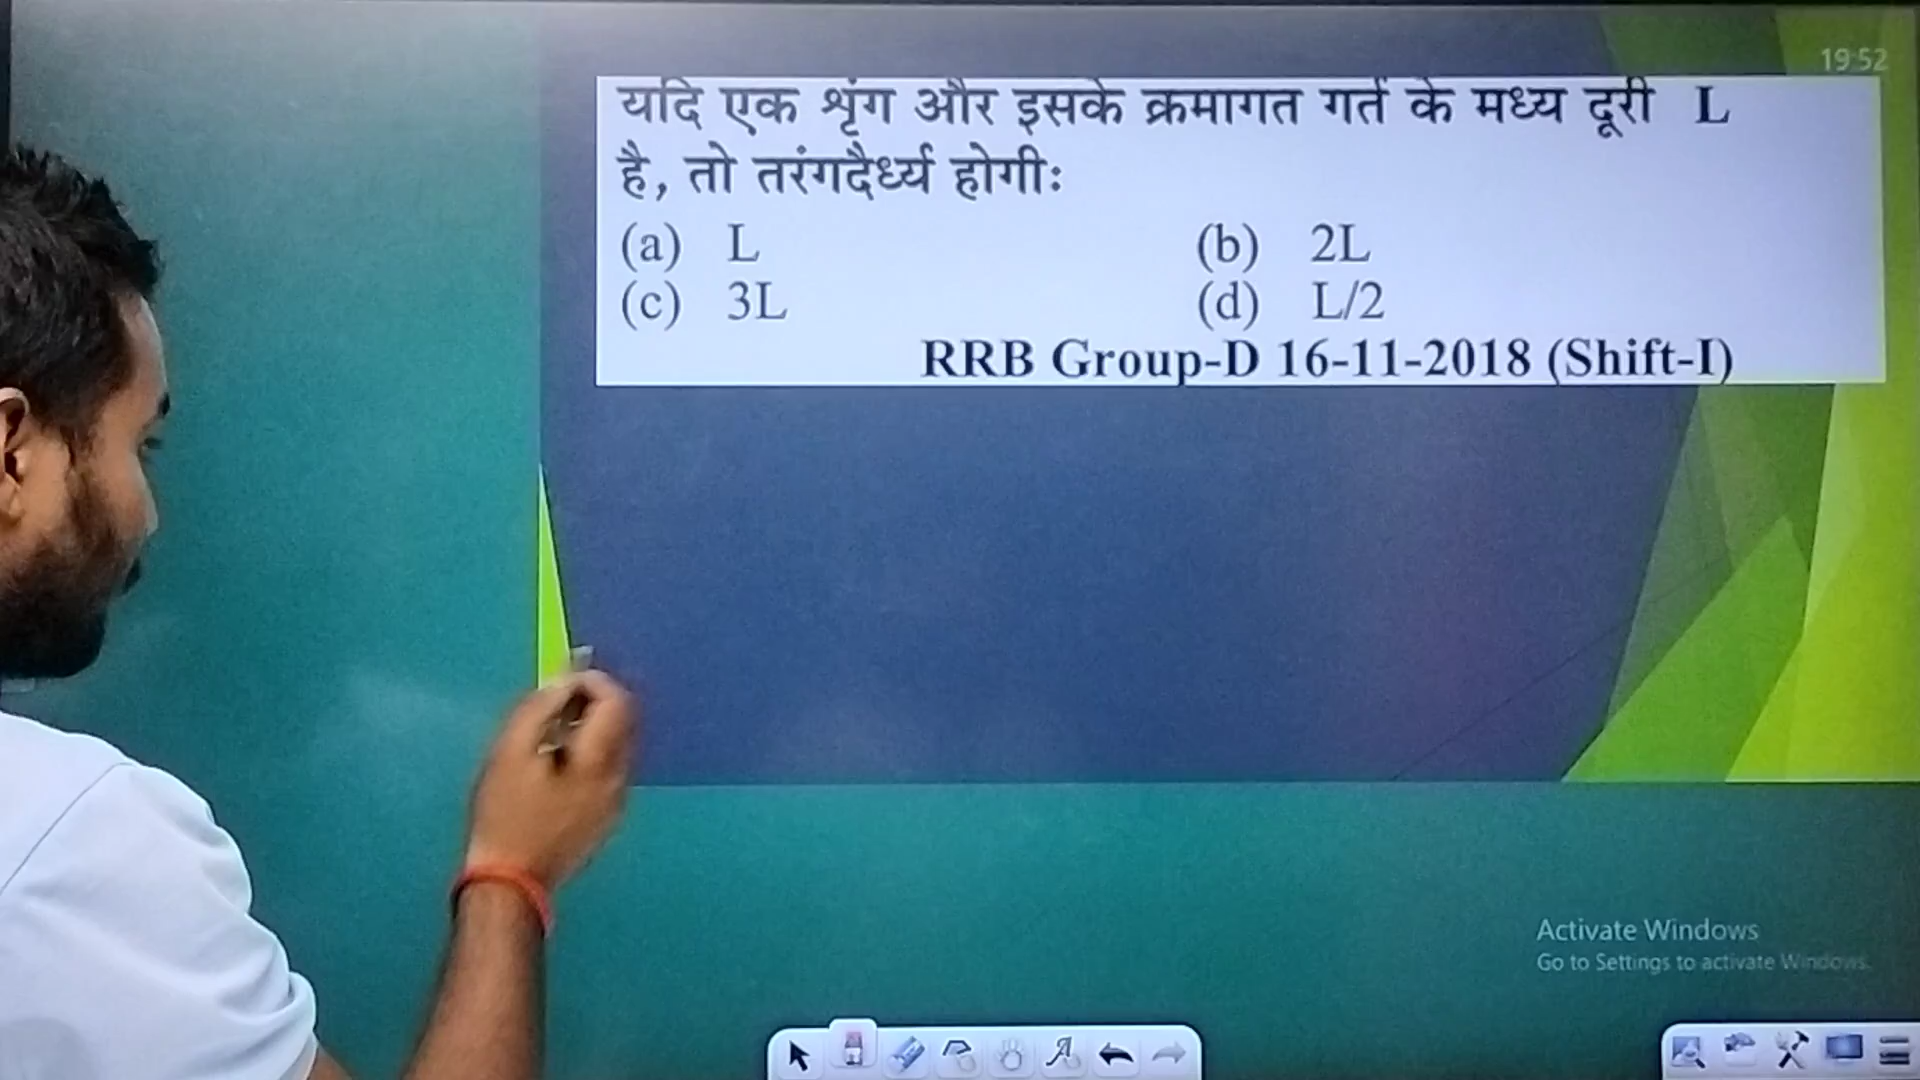 19:52
यदि एक शृंग और इसके क्रमागत गर्त के मध्य दूरी L
है, तो तरंगदैर्ध्य होगीः
(a) L (b) 2L
(c) 3L (d) L/2
RRB Group-D 16-11-2018 (Shift-I)
Activate Windows
Go to Settings to activate Windows.